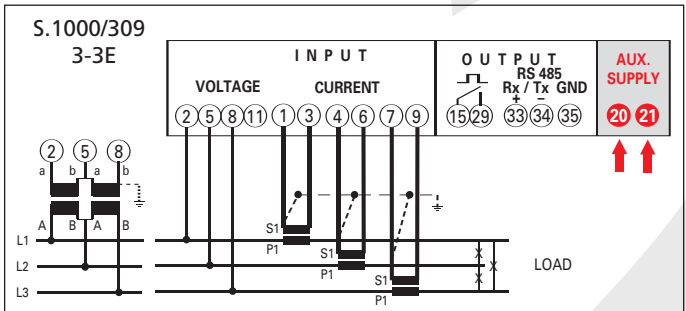 S.1000/309
3-3E
INPUT
VOLTAGE CURRENT
2 5 8 11 1 3 4 6 7 9
OUTPUT
RS 485
Rx / Tx GND
+ −
15 29 33 34 35
AUX.
SUPPLY
20 21
2 5 8
a b a b
A B A B
L1
L2
L3
S1
P1
S1
P1
S1
P1
LOAD